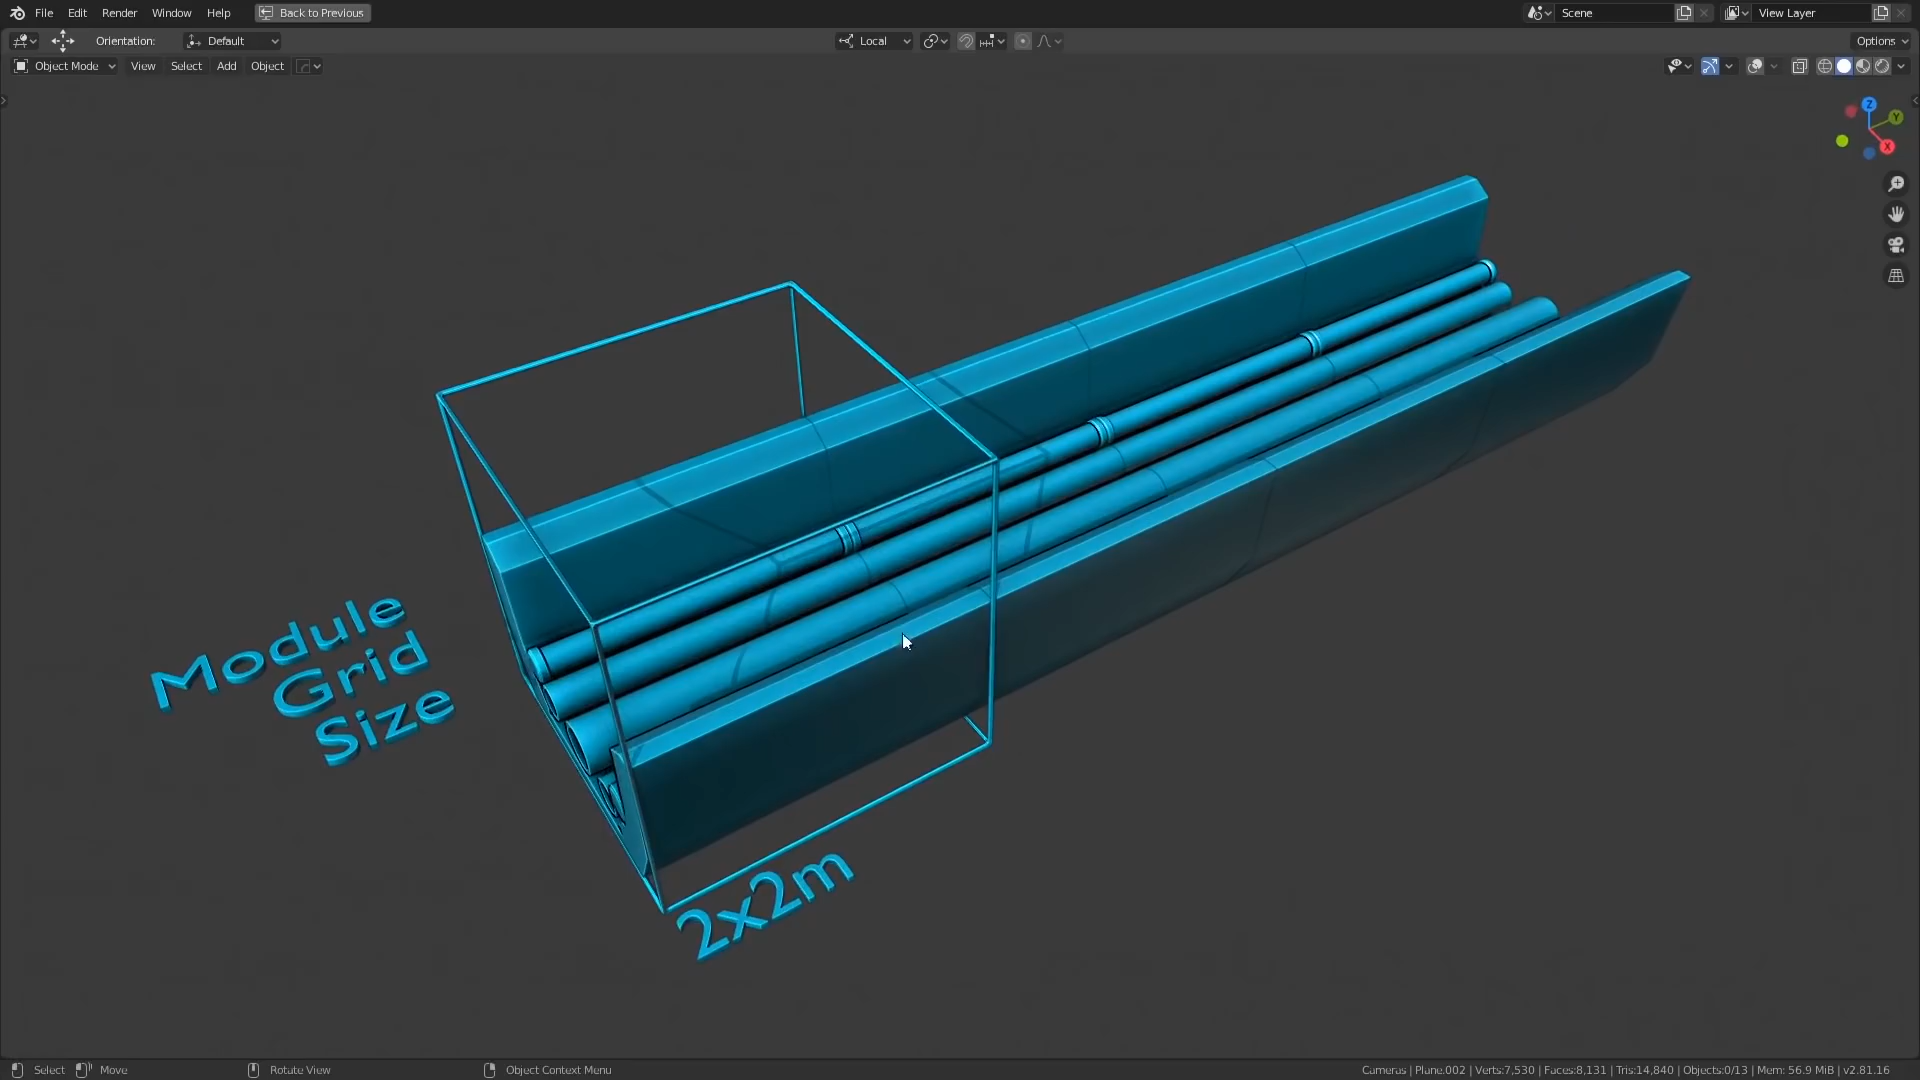 File Edit Render Window Help Back to Previous Scene View Layer
Orientation: Default Local Options
Object Mode View Select Add Object
Z
Y
X
Module
Grid
Size
2x2m
Select Move Rotate View Object Context Menu Cameras | Plane.002 | Verts:7,530 | Faces:8,131 | Tris:14,840 | Objects:0/13 | Mem: 56.9 MiB | v2.81.16